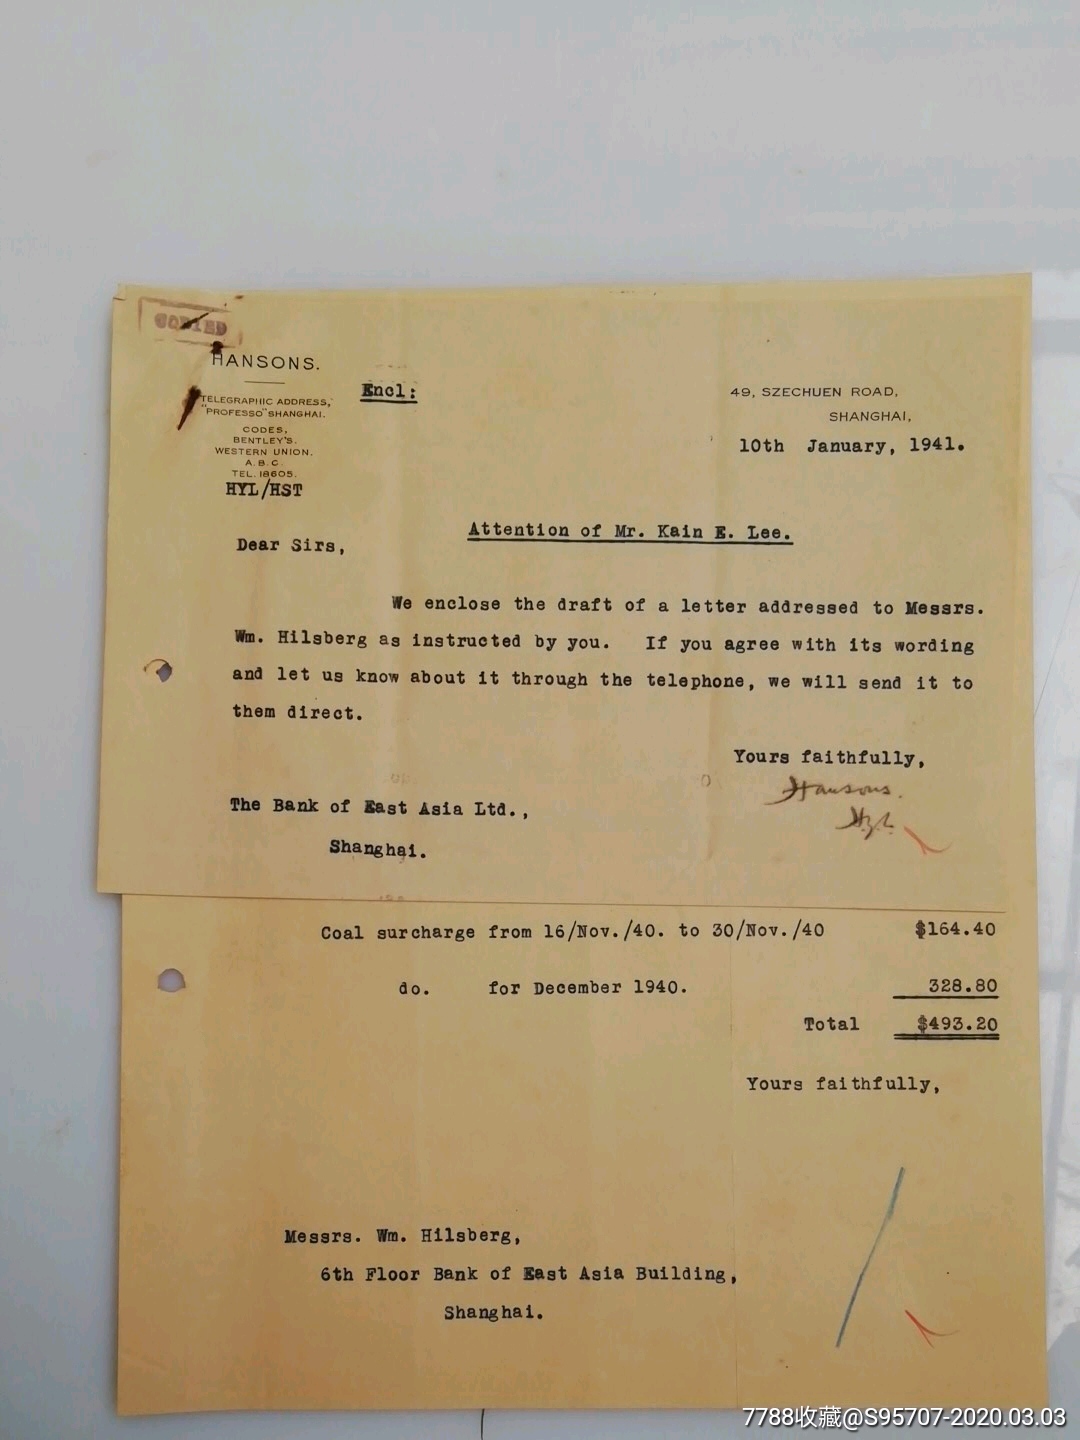 COPIED
HANSONS.
TELEGRAPHIC ADDRESS,
"PROFESSO" SHANGHAI.
CODES,
BENTLEY'S.
WESTERN UNION.
A.B.C.
TEL. 18605.
HYL/HST
Encl:
49, SZECHUEN ROAD,
SHANGHAI,
10th January, 1941.
Attention of Mr. Kain E. Lee.
Dear Sirs,
We enclose the draft of a letter addressed to Messrs.
Wm. Hilsberg as instructed by you. If you agree with its wording
and let us know about it through the telephone, we will send it to
them direct.
Yours faithfully,
Hansons.
The Bank of East Asia Ltd.,
Shanghai.
Coal surcharge from 16/Nov./40. to 30/Nov./40 $164.40
do. for December 1940. 328.80
Total $493.20
Yours faithfully,
Messrs. Wm. Hilsberg,
6th Floor Bank of East Asia Building,
Shanghai.
7788收藏@S95707-2020.03.03